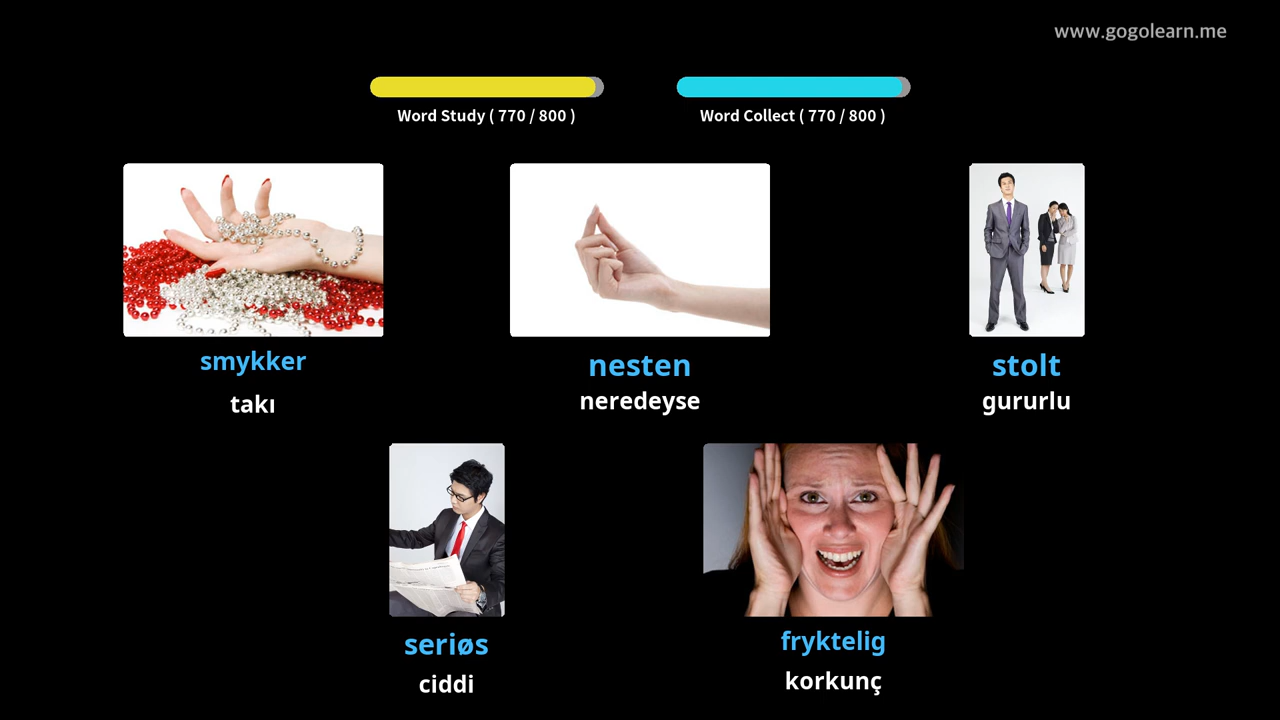 www.gogolearn.me
Word Study ( 770 / 800 )
Word Collect ( 770 / 800 )
smykker
takı
nesten
neredeyse
stolt
gururlu
seriøs
ciddi
fryktelig
korkunç